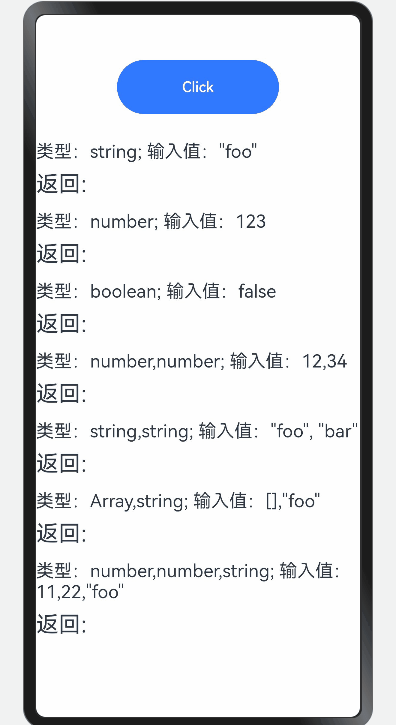 Click
类型：string; 输入值："foo"
返回：
类型：number; 输入值：123
返回：
类型：boolean; 输入值：false
返回：
类型：number,number; 输入值：12,34
返回：
类型：string,string; 输入值："foo", "bar"
返回：
类型：Array,string; 输入值：[],"foo"
返回：
类型：number,number,string; 输入值：
11,22,"foo"
返回：